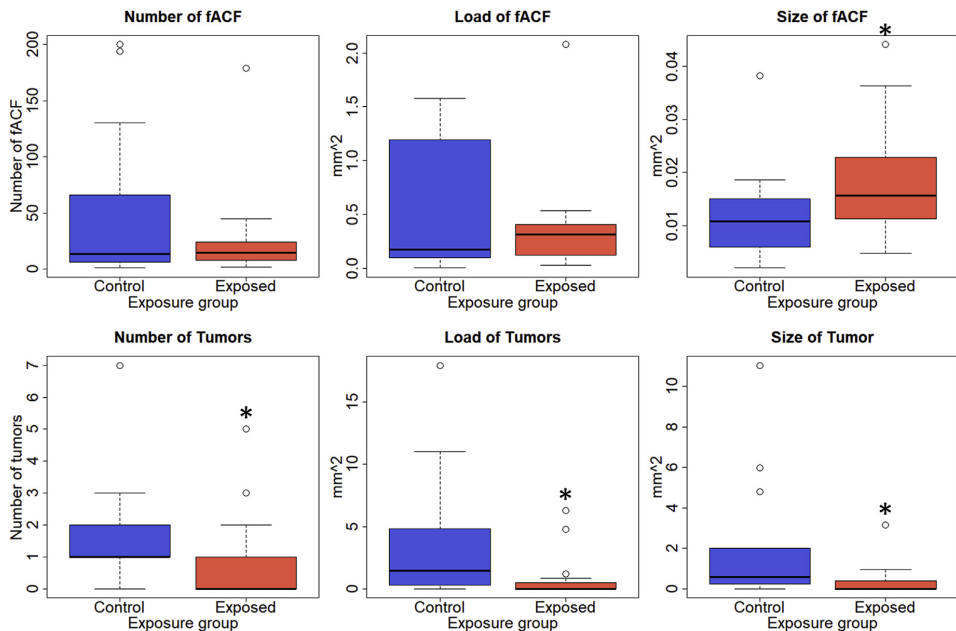 Number of fACF
Number of fACF
0
50
100
150
200
Control
Exposed
Exposure group
Load of fACF
mm^2
0.0
0.5
1.0
1.5
2.0
Control
Exposed
Exposure group
Size of fACF
mm^2
0.01
0.02
0.03
0.04
*
Control
Exposed
Exposure group
Number of Tumors
Number of tumors
0
1
2
3
4
5
6
7
*
Control
Exposed
Exposure group
Load of Tumors
mm^2
0
5
10
15
*
Control
Exposed
Exposure group
Size of Tumor
mm^2
0
2
4
6
8
10
*
Control
Exposed
Exposure group